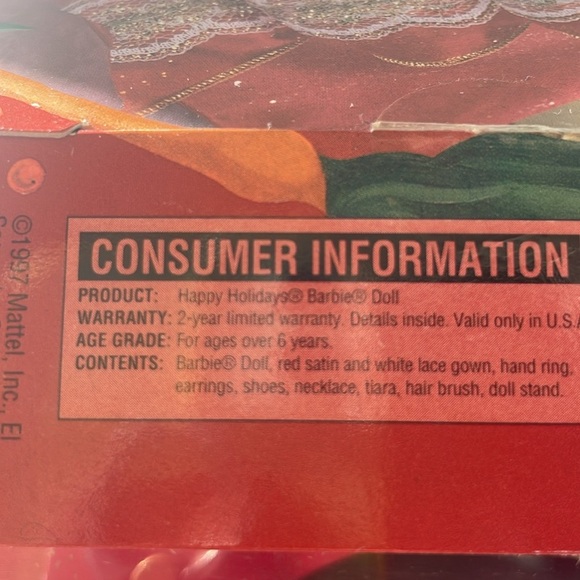 CONSUMER INFORMATION
PRODUCT: Happy Holidays® Barbie® Doll
WARRANTY: 2-year limited warranty. Details inside. Valid only in U.S.
AGE GRADE: For ages over 6 years.
CONTENTS: Barbie® Doll, red satin and white lace gown, hand ring,
earrings, shoes, necklace, tiara, hair brush, doll stand.
©1997 Mattel, Inc., El